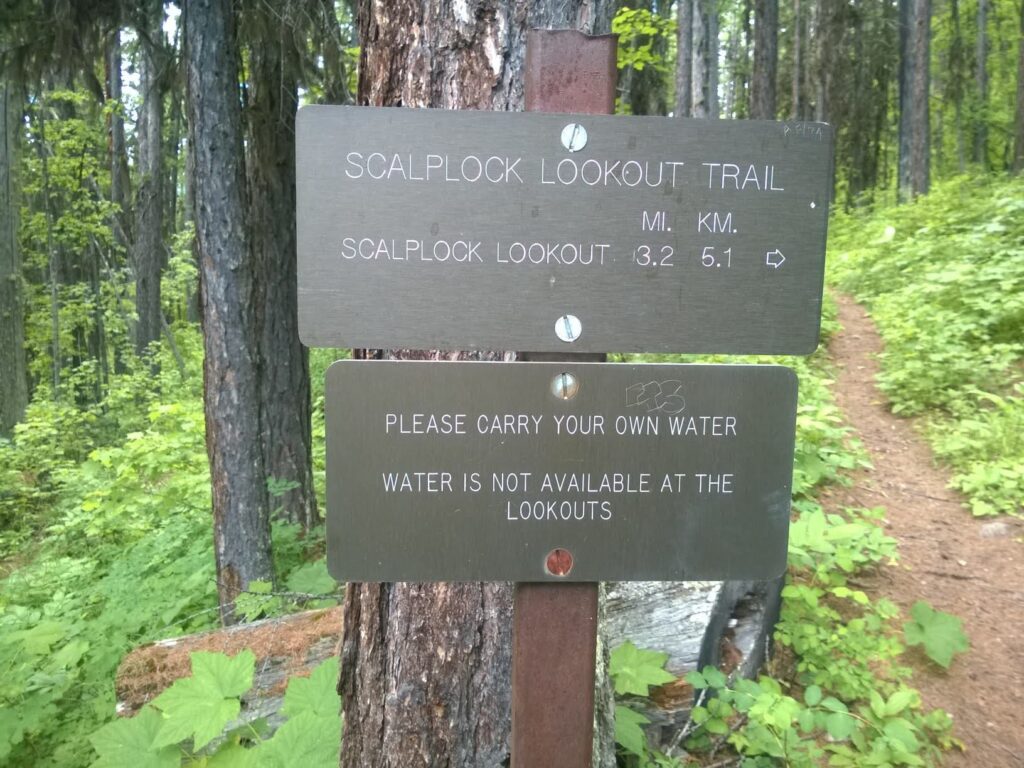 SCALPLOCK LOOKOUT TRAIL
MI. KM.
SCALPLOCK LOOKOUT 3.2 5.1 ⇨
PLEASE CARRY YOUR OWN WATER
WATER IS NOT AVAILABLE AT THE
LOOKOUTS